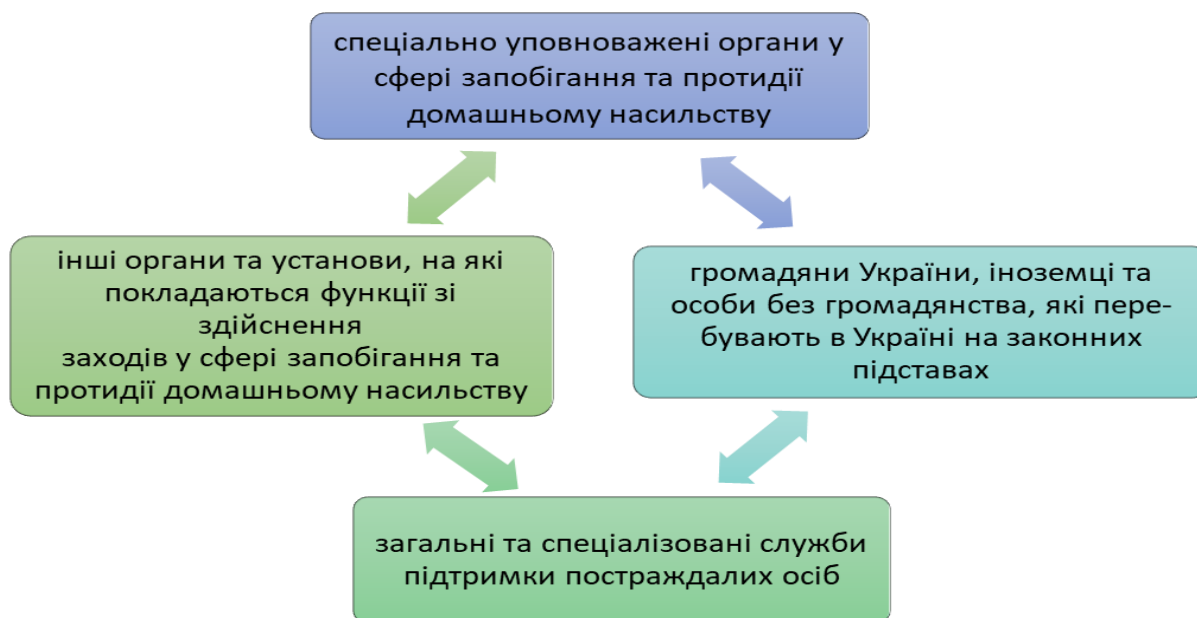 спеціально уповноважені органи у
сфері запобігання та протидії
домашньому насильству
інші органи та установи, на які
покладаються функції зі
здійснення
заходів у сфері запобігання та
протидії домашньому насильству
громадяни України, іноземці та
особи без громадянства, які пере-
бувають в Україні на законних
підставах
загальні та спеціалізовані служби
підтримки постраждалих осіб